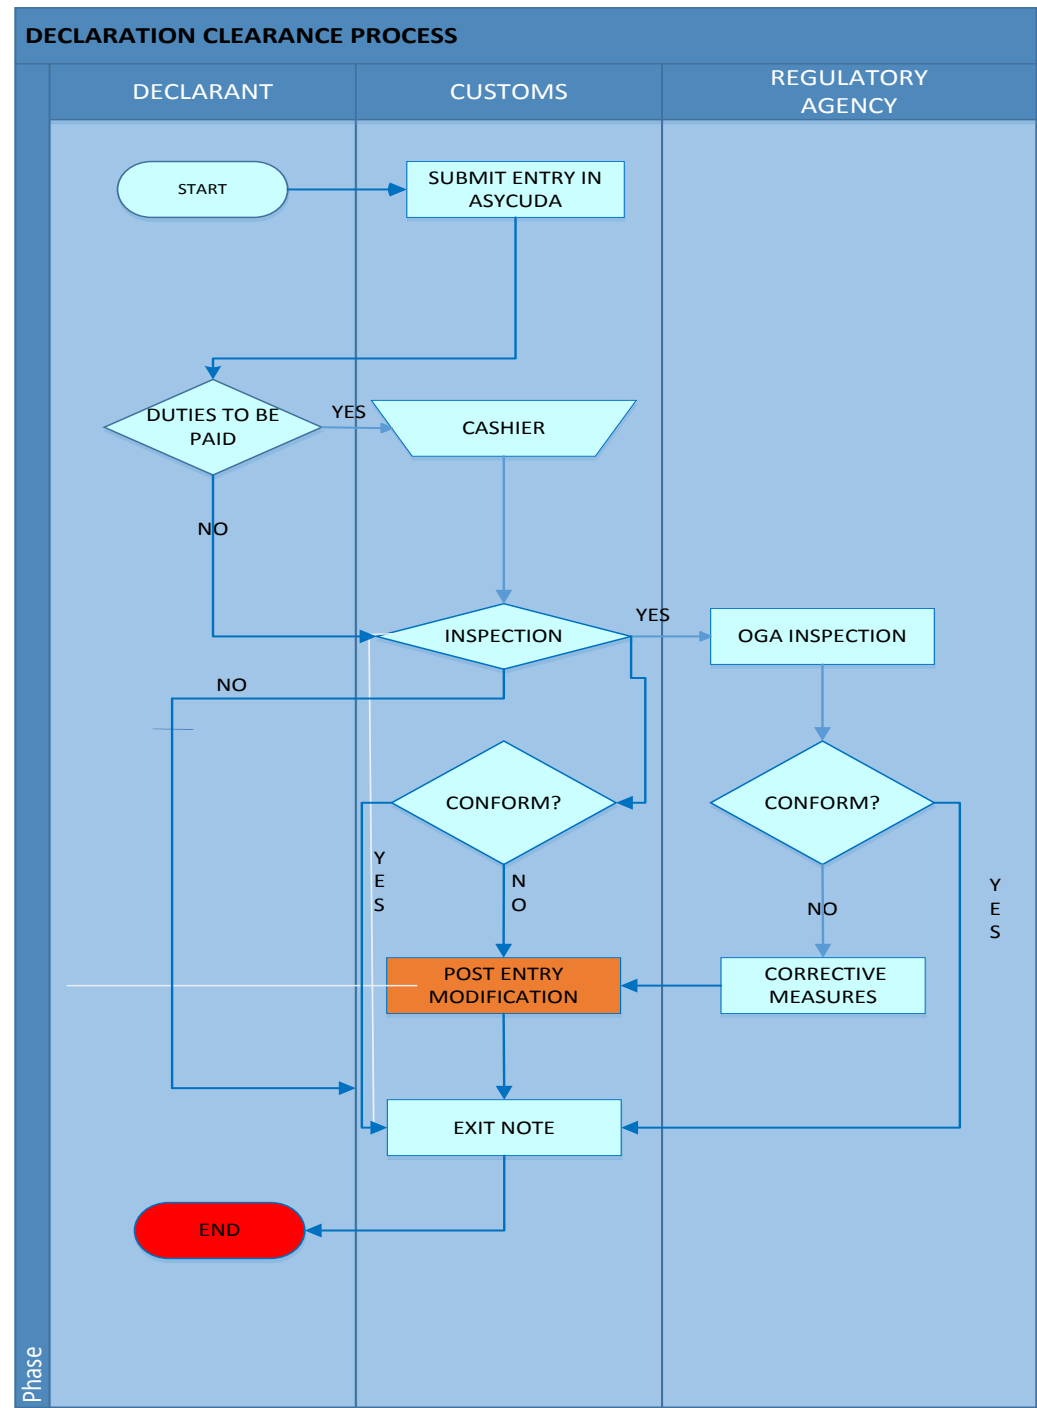 DECLARATION CLEARANCE PROCESS
DECLARANT
CUSTOMS
REGULATORY
AGENCY
START
SUBMIT ENTRY IN
ASYCUDA
DUTIES TO BE
PAID
YES
CASHIER
NO
INSPECTION
YES
OGA INSPECTION
NO
CONFORM?
CONFORM?
Y
E
S
N
O
NO
Y
E
S
POST ENTRY
MODIFICATION
CORRECTIVE
MEASURES
EXIT NOTE
END
Phase